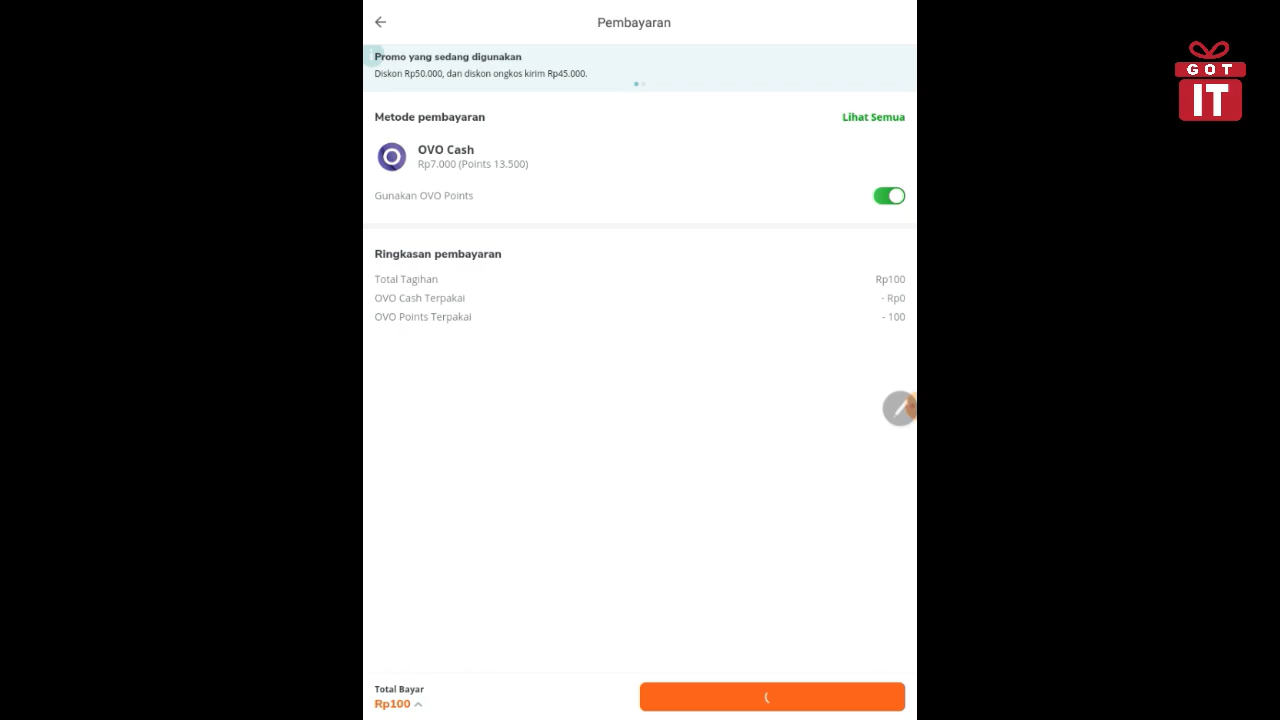 Pembayaran
Promo yang sedang digunakan
Diskon Rp50.000, dan diskon ongkos kirim Rp45.000.
Metode pembayaran
Lihat Semua
OVO Cash
Rp7.000 (Points 13.500)
Gunakan OVO Points
Ringkasan pembayaran
Total Tagihan Rp100
OVO Cash Terpakai - Rp0
OVO Points Terpakai - 100
Total Bayar
Rp100
GOT
IT